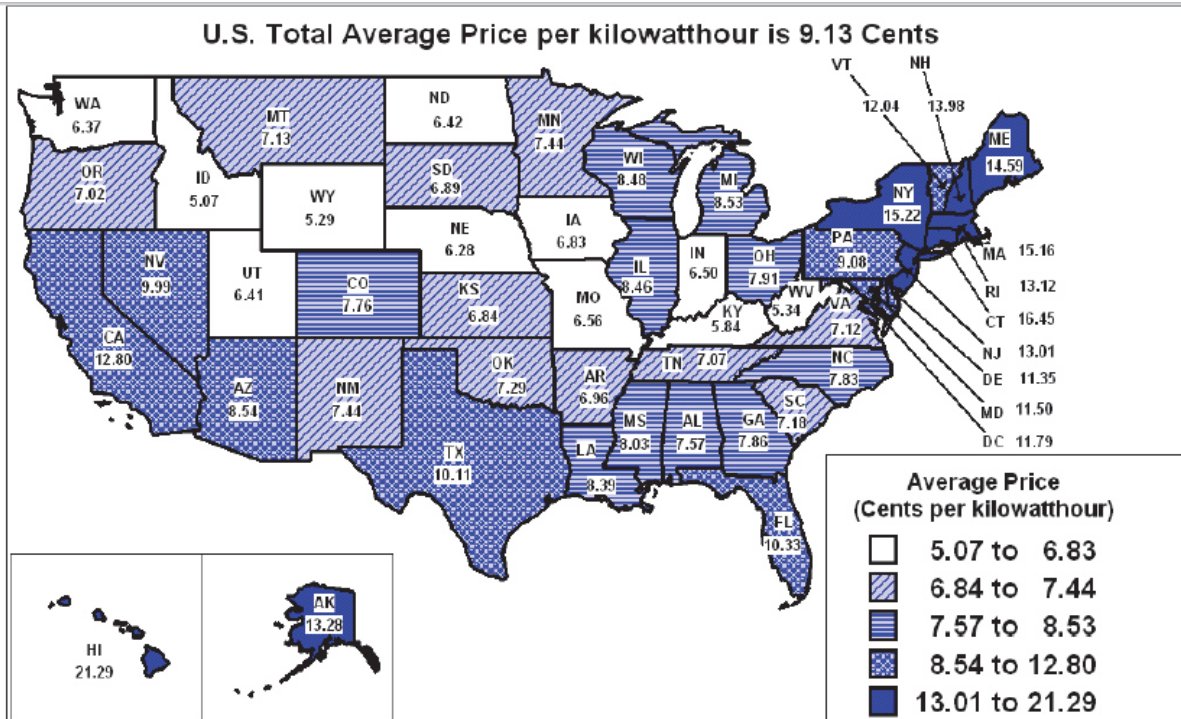 U.S. Total Average Price per kilowatthour is 9.13 Cents
VT
12.04
NH
13.98
WA
6.37
MT
7.13
ND
6.42
MN
7.44
ME
14.59
OR
7.02
ID
5.07
WY
5.29
SD
6.89
WI
8.48
MI
8.53
NY
15.22
NE
6.28
IA
6.83
PA
9.08
MA 15.16
NV
9.99
UT
6.41
CO
7.76
KS
6.84
MO
6.56
IL
8.46
IN
6.50
OH
7.91
WV
5.34
VA
7.12
RI 13.12
KY
5.84
CT 16.45
CA
12.80
NJ 13.01
AZ
8.54
NM
7.44
OK
7.29
AR
6.96
TN 7.07
NC
7.83
DE 11.35
SC
7.18
MD 11.50
MS
8.03
AL
7.57
GA
7.86
DC 11.79
TX
10.11
LA
8.39
FL
10.33
HI
21.29
AK
13.28
Average Price
(Cents per kilowatthour)
5.07 to 6.83
6.84 to 7.44
7.57 to 8.53
8.54 to 12.80
13.01 to 21.29